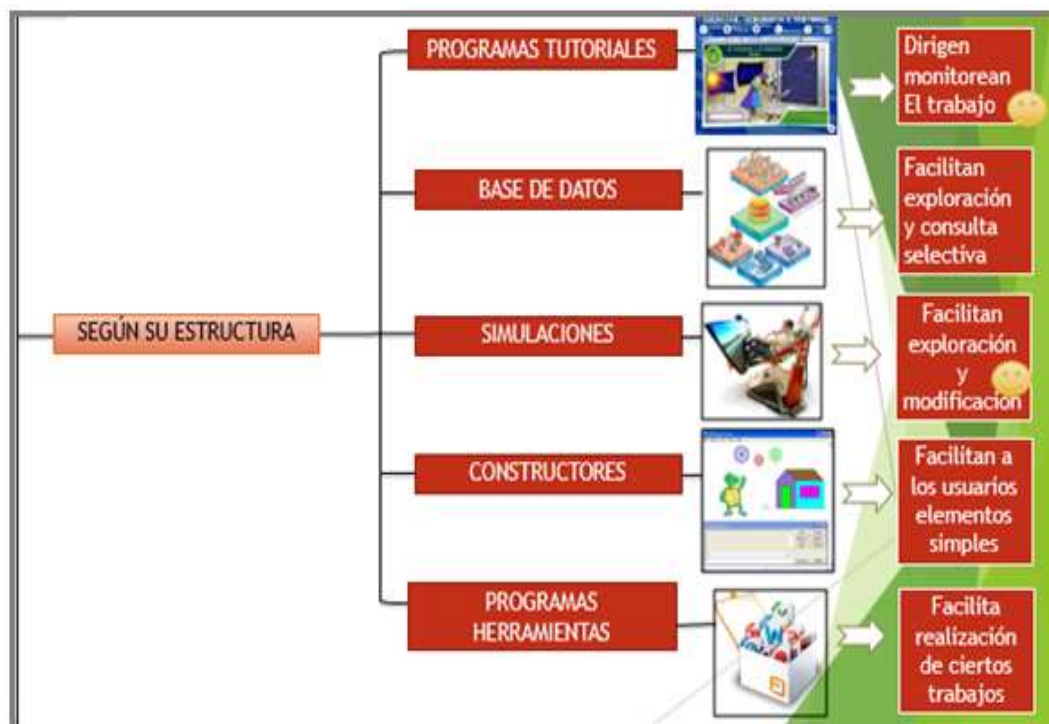 SEGÚN SU ESTRUCTURA
PROGRAMAS TUTORIALES
Dirigen
monitorean
El trabajo
BASE DE DATOS
Facilitan
exploración
y consulta
selectiva
SIMULACIONES
Facilitan
exploración
y
modificación
CONSTRUCTORES
Facilitan a
los usuarios
elementos
simples
PROGRAMAS
HERRAMIENTAS
Facilita
realización
de ciertos
trabajos